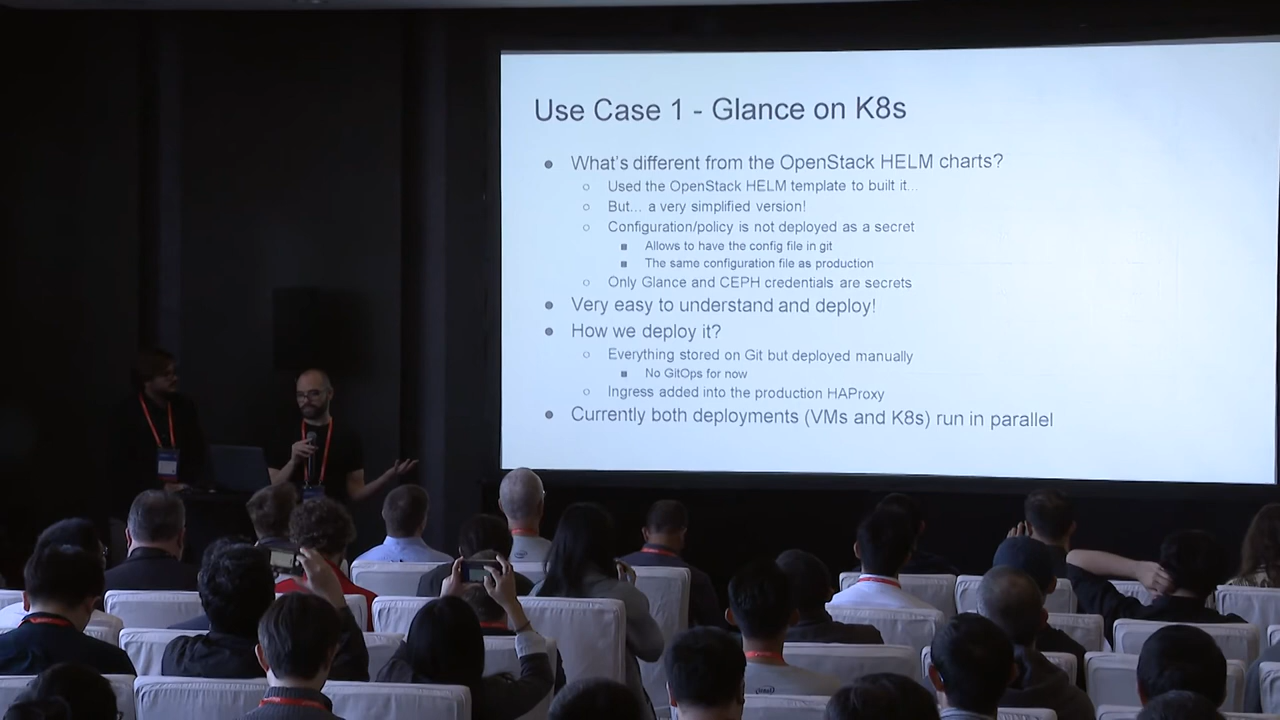 Use Case 1 - Glance on K8s
● What's different from the OpenStack HELM charts?
○ Used the OpenStack HELM template to built it...
○ But... a very simplified version!
○ Configuration/policy is not deployed as a secret
■ Allows to have the config file in git
■ The same configuration file as production
○ Only Glance and CEPH credentials are secrets
● Very easy to understand and deploy!
● How we deploy it?
○ Everything stored on Git but deployed manually
■ No GitOps for now
○ Ingress added into the production HAProxy
● Currently both deployments (VMs and K8s) run in parallel
(intel)